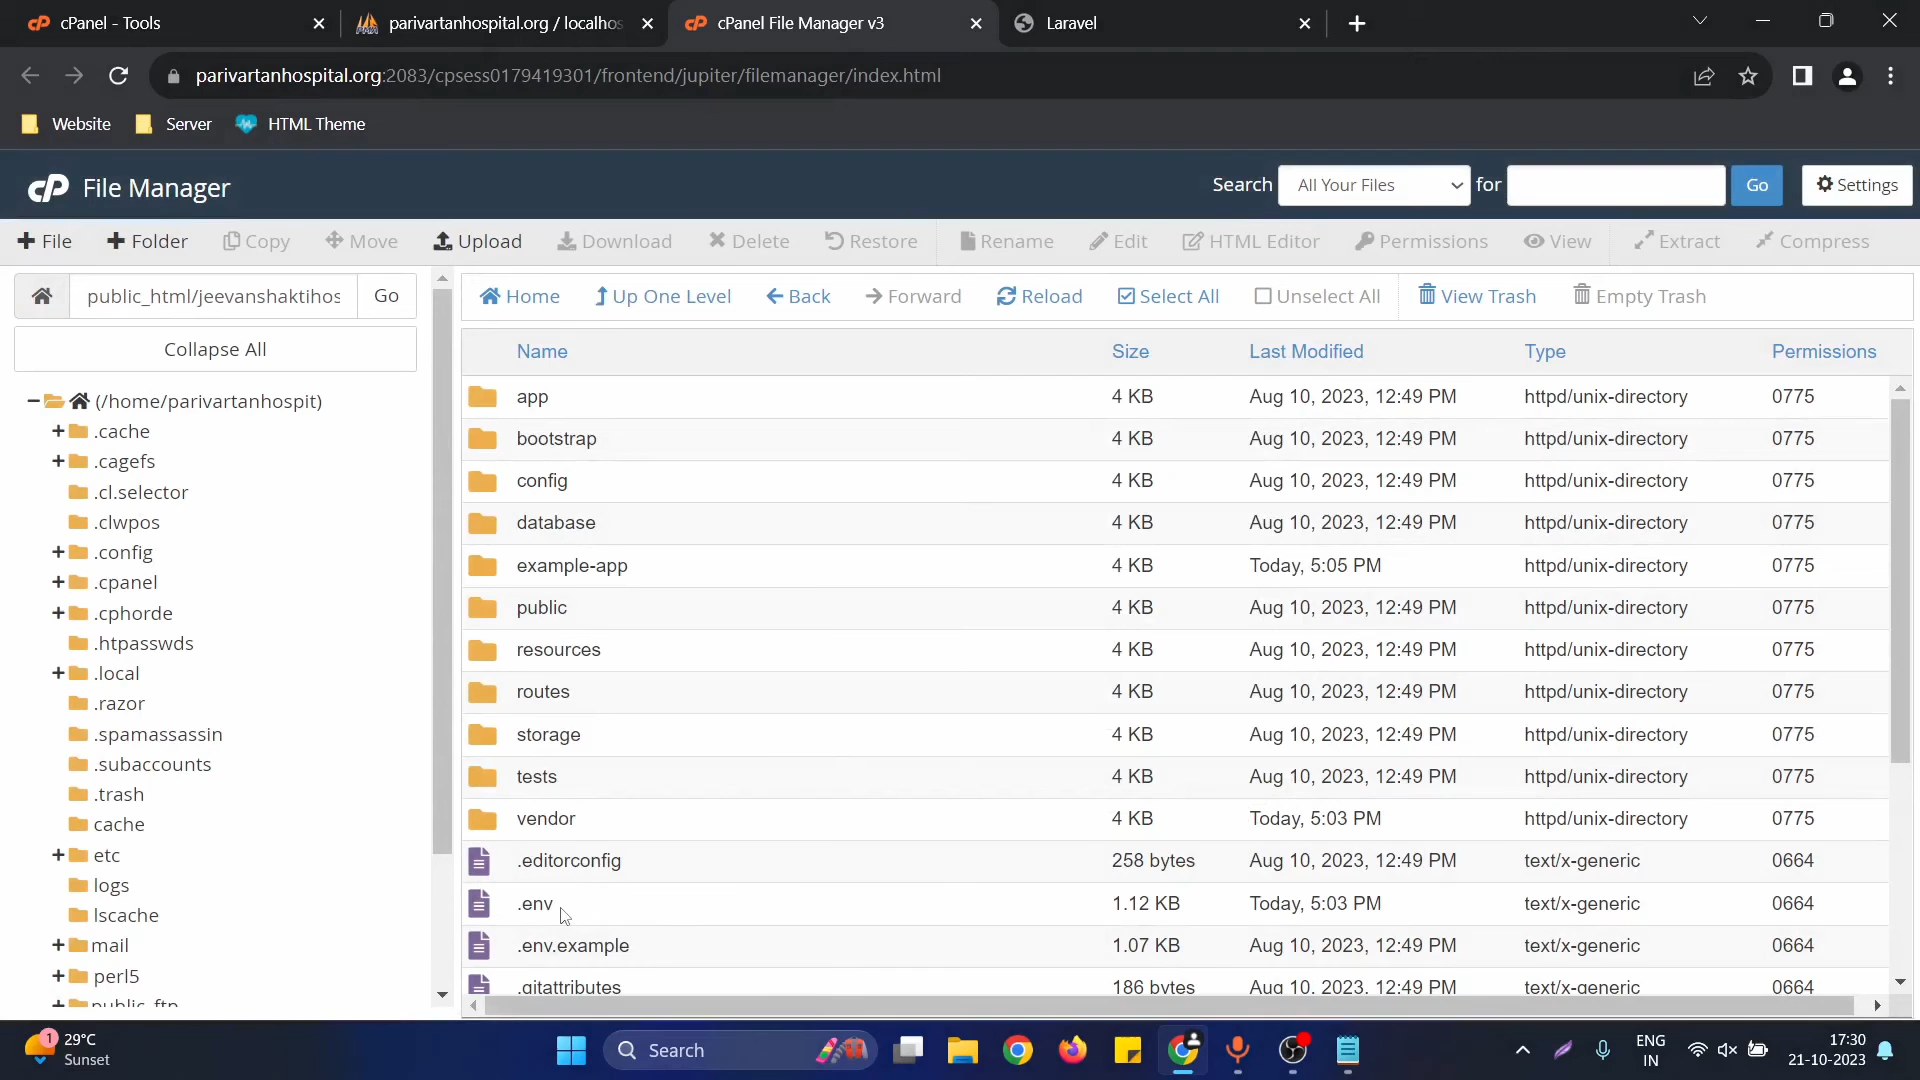 cPanel - Tools
parivartanhospital.org / localhos
cPanel File Manager v3
Laravel
parivartanhospital.org:2083/cpsess0179419301/frontend/jupiter/filemanager/index.html
Website Server HTML Theme
cP File Manager
Search All Your Files for Go Settings
File Folder Copy Move Upload Download Delete Restore Rename Edit HTML Editor Permissions View Extract Compress
public_html/jeevanshaktihos Go
Home Up One Level Back Forward Reload Select All Unselect All View Trash Empty Trash
Collapse All
(/home/parivartanhospit)
.cache
.cagefs
.cl.selector
.clwpos
.config
.cpanel
.cphorde
.htpasswds
.local
.razor
.spamassassin
.subaccounts
.trash
cache
etc
logs
lscache
mail
perl5
public_ftp
Name Size Last Modified Type Permissions
app 4 KB Aug 10, 2023, 12:49 PM httpd/unix-directory 0775
bootstrap 4 KB Aug 10, 2023, 12:49 PM httpd/unix-directory 0775
config 4 KB Aug 10, 2023, 12:49 PM httpd/unix-directory 0775
database 4 KB Aug 10, 2023, 12:49 PM httpd/unix-directory 0775
example-app 4 KB Today, 5:05 PM httpd/unix-directory 0775
public 4 KB Aug 10, 2023, 12:49 PM httpd/unix-directory 0775
resources 4 KB Aug 10, 2023, 12:49 PM httpd/unix-directory 0775
routes 4 KB Aug 10, 2023, 12:49 PM httpd/unix-directory 0775
storage 4 KB Aug 10, 2023, 12:49 PM httpd/unix-directory 0775
tests 4 KB Aug 10, 2023, 12:49 PM httpd/unix-directory 0775
vendor 4 KB Today, 5:03 PM httpd/unix-directory 0775
.editorconfig 258 bytes Aug 10, 2023, 12:49 PM text/x-generic 0664
.env 1.12 KB Today, 5:03 PM text/x-generic 0664
.env.example 1.07 KB Aug 10, 2023, 12:49 PM text/x-generic 0664
.gitattributes 186 bytes Aug 10, 2023, 12:49 PM text/x-generic 0664
1
29°C
Sunset
Search
ENG
IN
17:30
21-10-2023